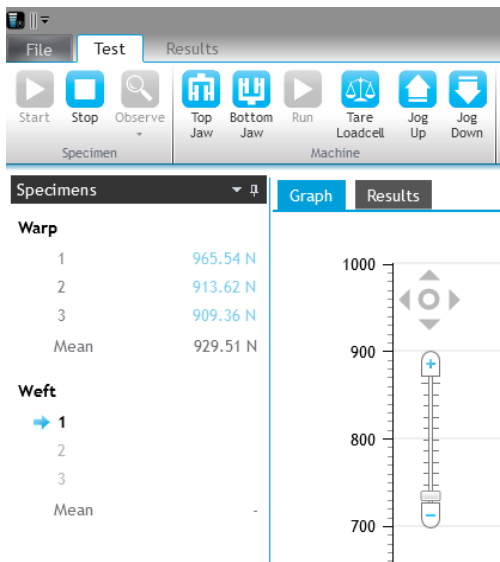 File Test Results
Start Stop Observe Top Jaw Bottom Jaw Run Tare Loadcell Jog Up Jog Down
Specimen Machine
Specimens
Graph Results
Warp
1 965.54 N
2 913.62 N
3 909.36 N
Mean 929.51 N
Weft
1
2
3
Mean -
1000
900
800
700